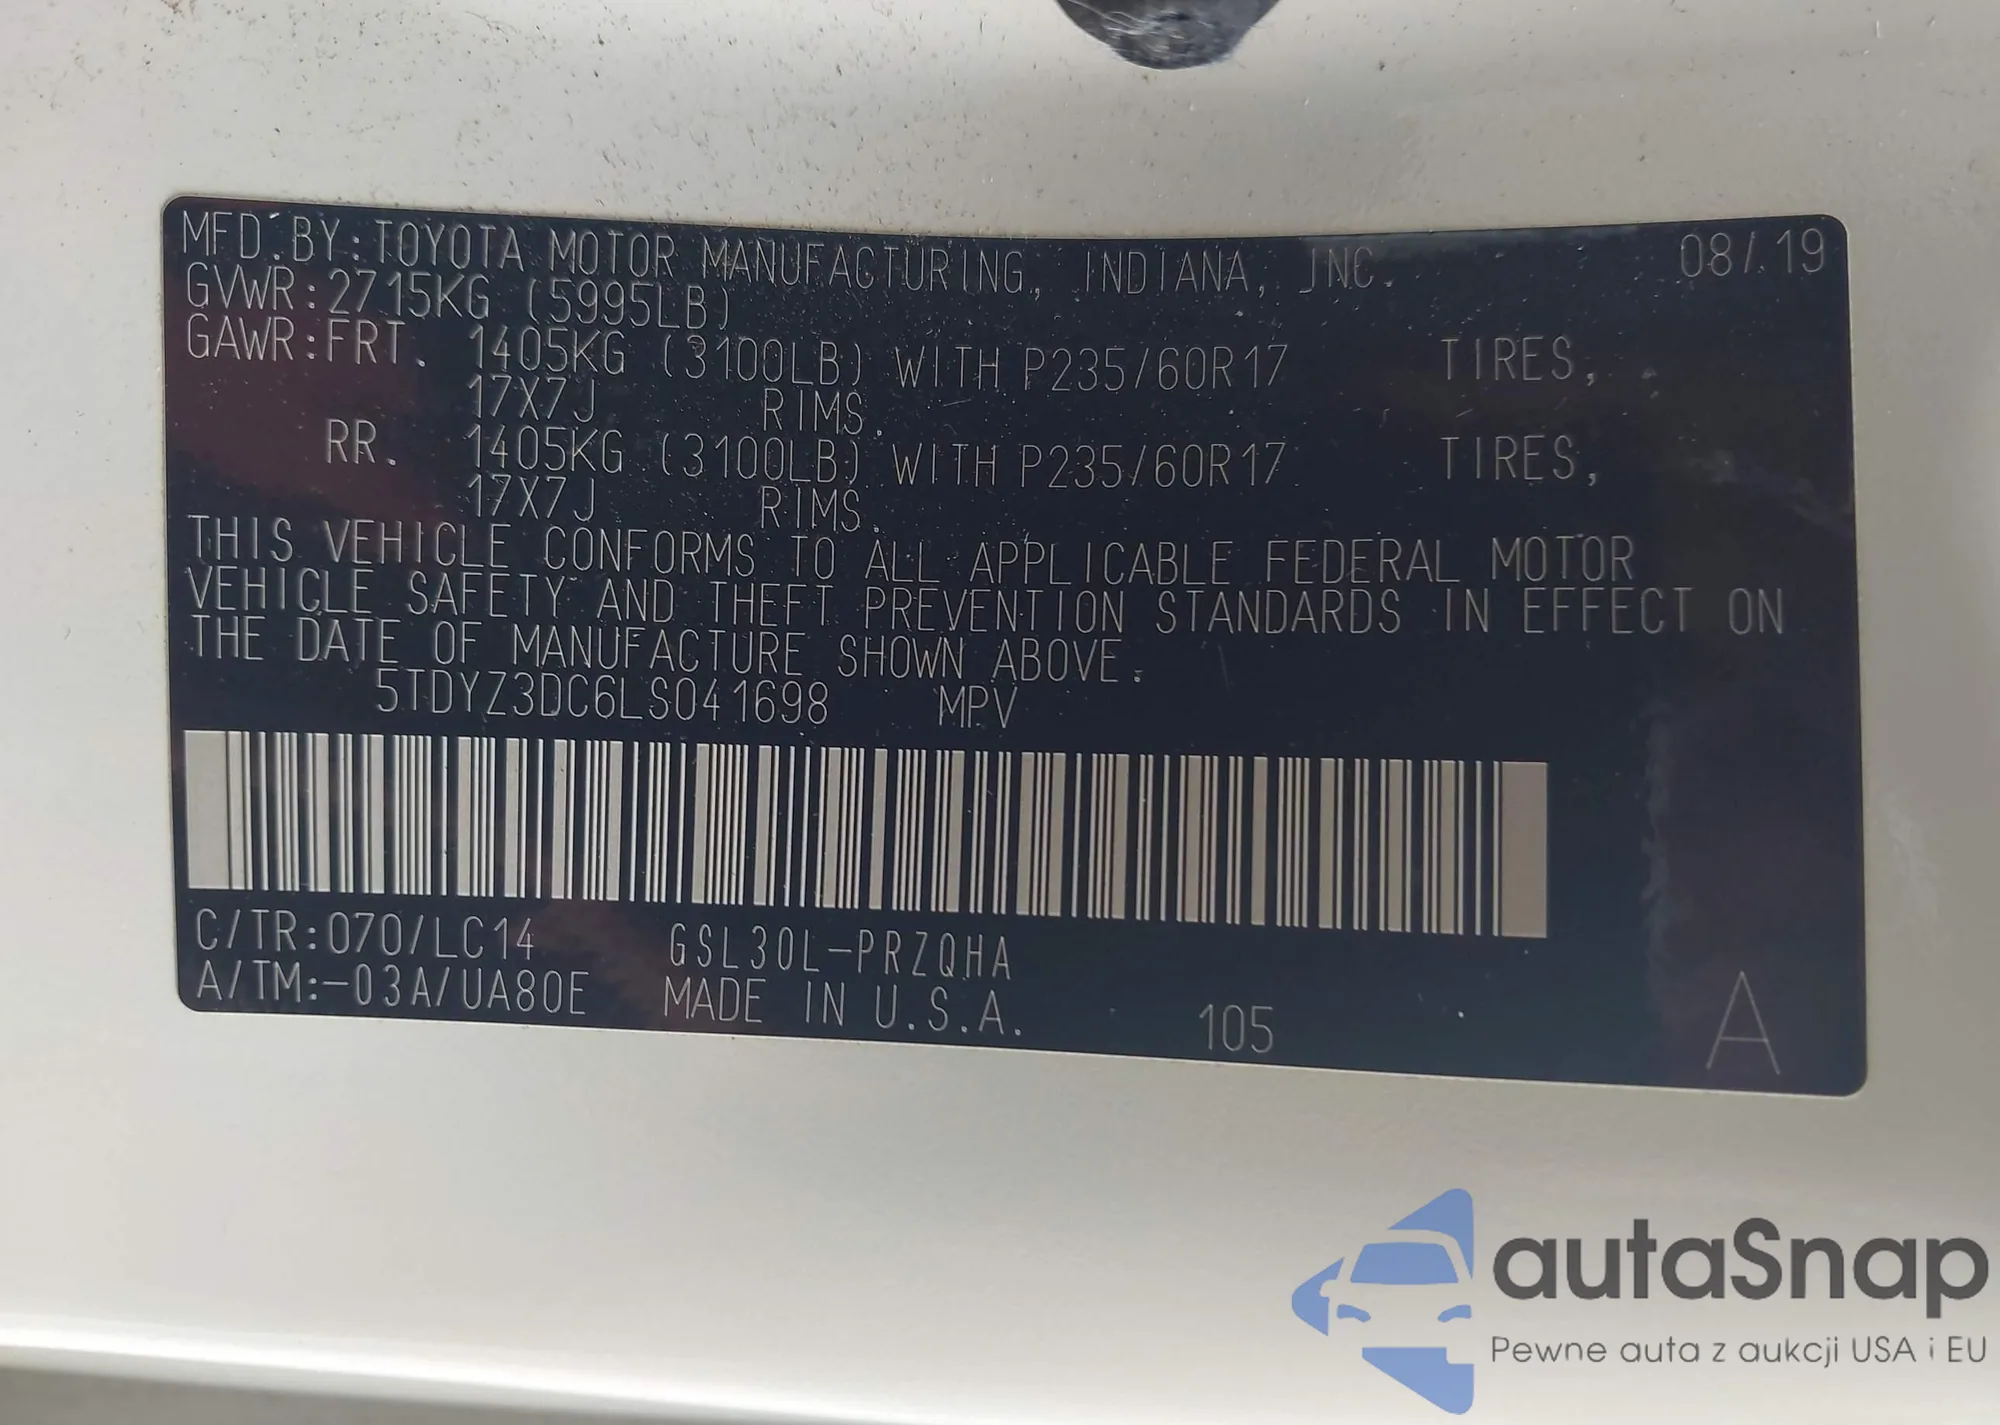 MFD.BY:TOYOTA MOTOR MANUFACTURING, INDIANA, INC. 08/19
GVWR:2715KG (5995LB)
GAWR:FRT. 1405KG (3100LB) WITH P235/60R17 TIRES,
17X7J RIMS.
RR. 1405KG (3100LB) WITH P235/60R17 TIRES,
17X7J RIMS.
THIS VEHICLE CONFORMS TO ALL APPLICABLE FEDERAL MOTOR
VEHICLE SAFETY AND THEFT PREVENTION STANDARDS IN EFFECT ON
THE DATE OF MANUFACTURE SHOWN ABOVE.
5TDYZ3DC6LS041698 MPV
C/TR:070/LC14 GSL30L-PRZQHA
A/TM:-03A/UA80E MADE IN U.S.A. 105 A
autaSnap
Pewne auta z aukcji USA i EU